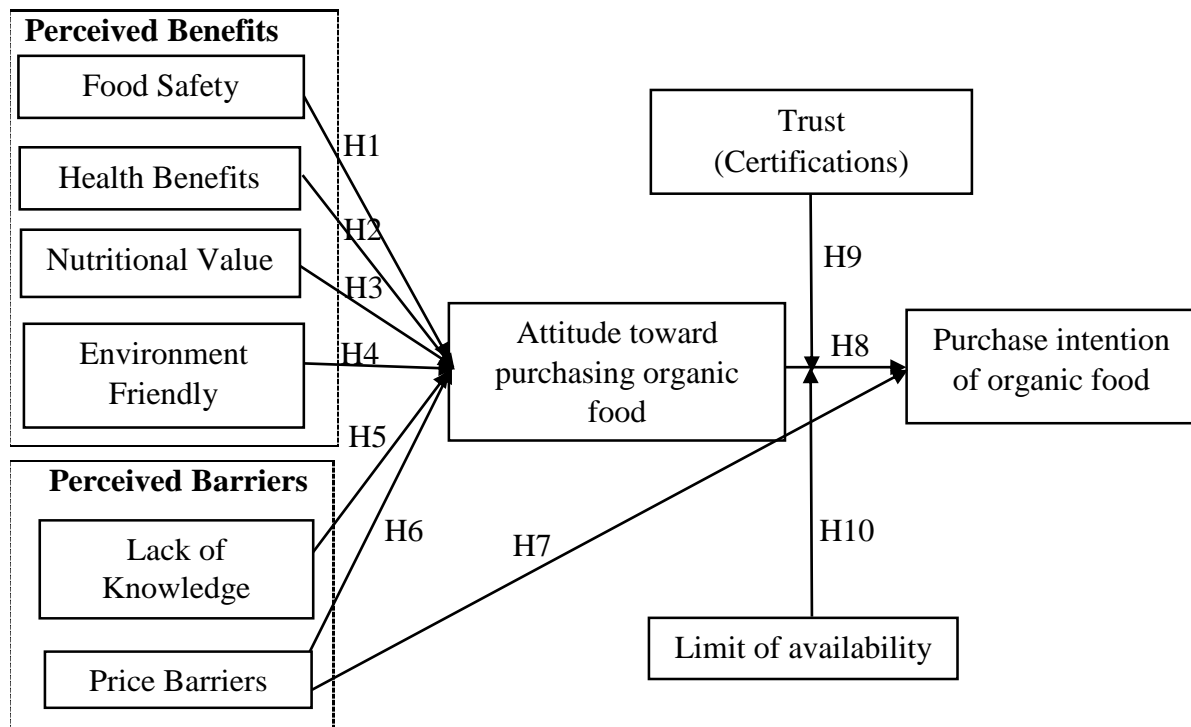 Perceived Benefits
Food Safety
Health Benefits
Nutritional Value
Environment
Friendly
H1
H2
H3
H4
H5
H6
Perceived Barriers
Lack of
Knowledge
Price Barriers
Attitude toward
purchasing organic
food
Trust
(Certifications)
H9
H8
H7
H10
Limit of availability
Purchase intention
of organic food